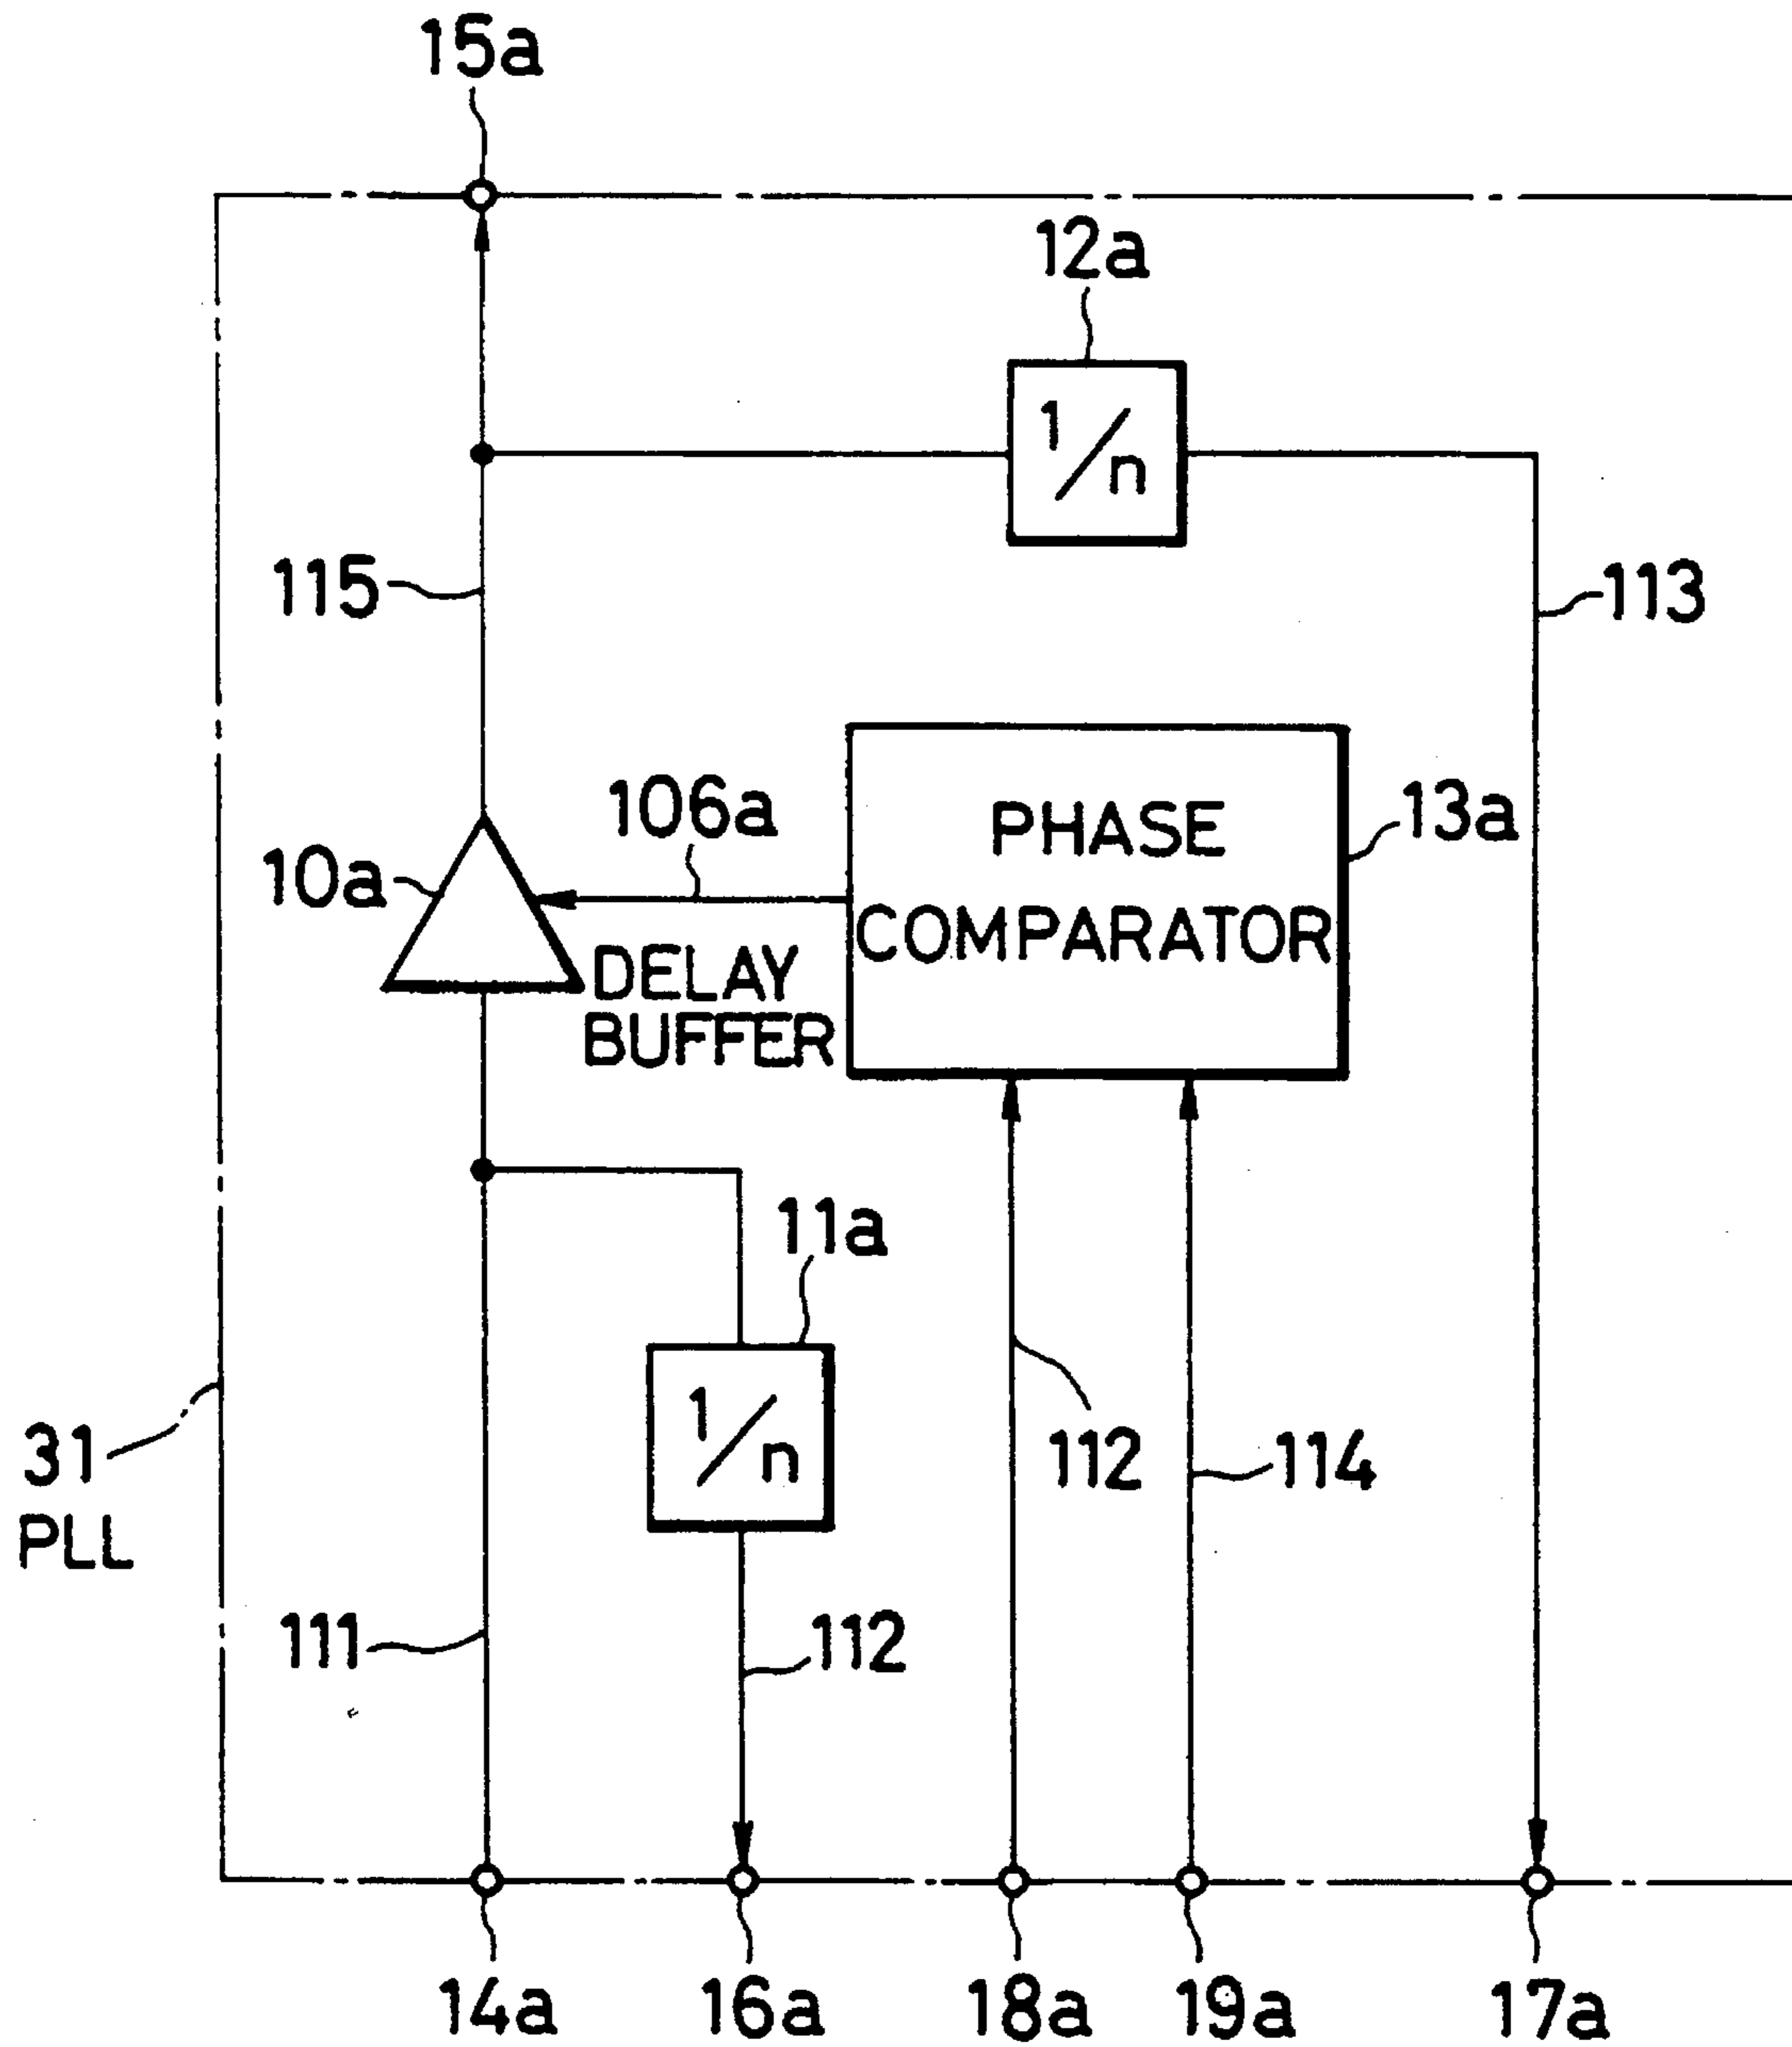 15a
12a
1/n
115
113
106a
PHASE
COMPARATOR
13a
10a
DELAY
BUFFER
11a
1/n
31
PLL
112
114
111
112
14a
16a
18a
19a
17a